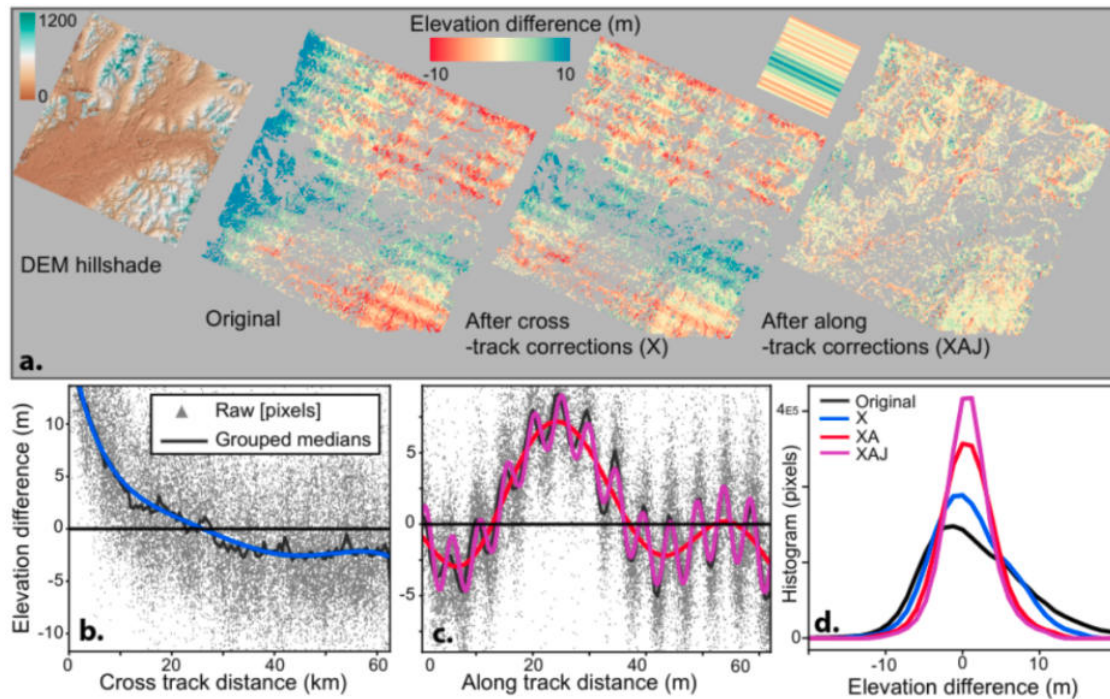 1200
0
Elevation difference (m)
-10
10
DEM hillshade
Original
After cross
-track corrections (X)
After along
-track corrections (XAJ)
a.
Elevation difference (m)
10
5
0
-5
-10
Raw [pixels]
Grouped medians
b.
0
20
40
60
Cross track distance (km)
5
0
-5
c.
0
20
40
60
Along track distance (m)
Histogram (pixels)
4E5
0
Original
X
XA
XAJ
d.
-10
0
10
Elevation difference (m)